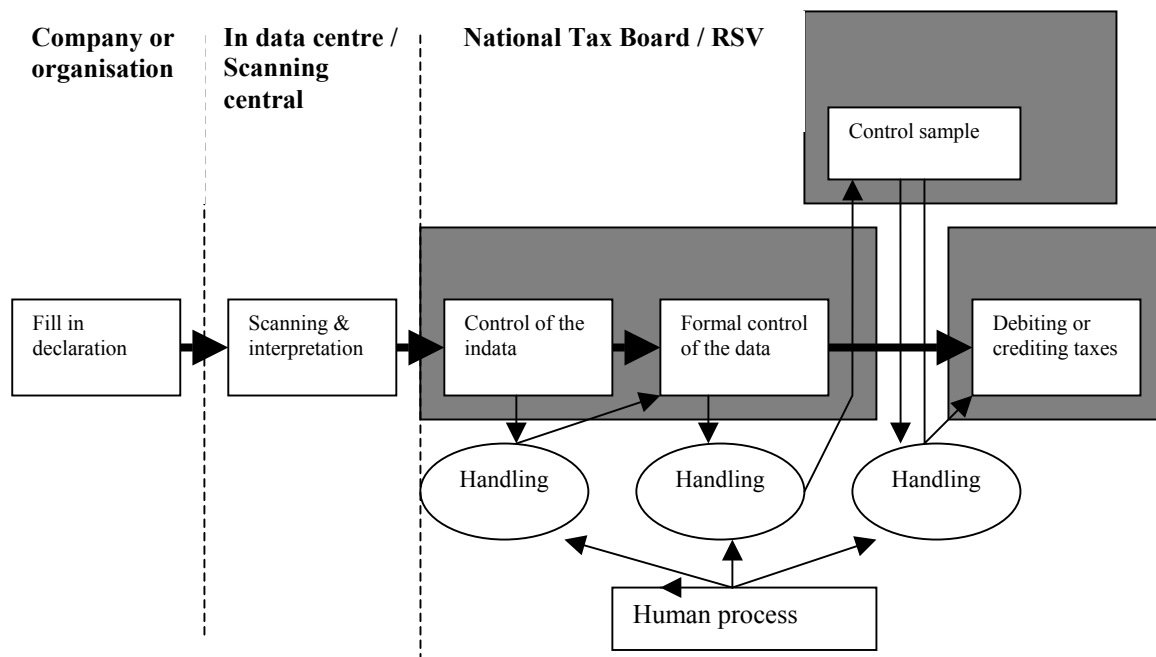 Company or
organisation
In data centre /
Scanning
central
National Tax Board / RSV
Control sample
Fill in
declaration
Scanning &
interpretation
Control of the
indata
Formal control
of the data
Debiting or
crediting taxes
Handling
Handling
Handling
Human process